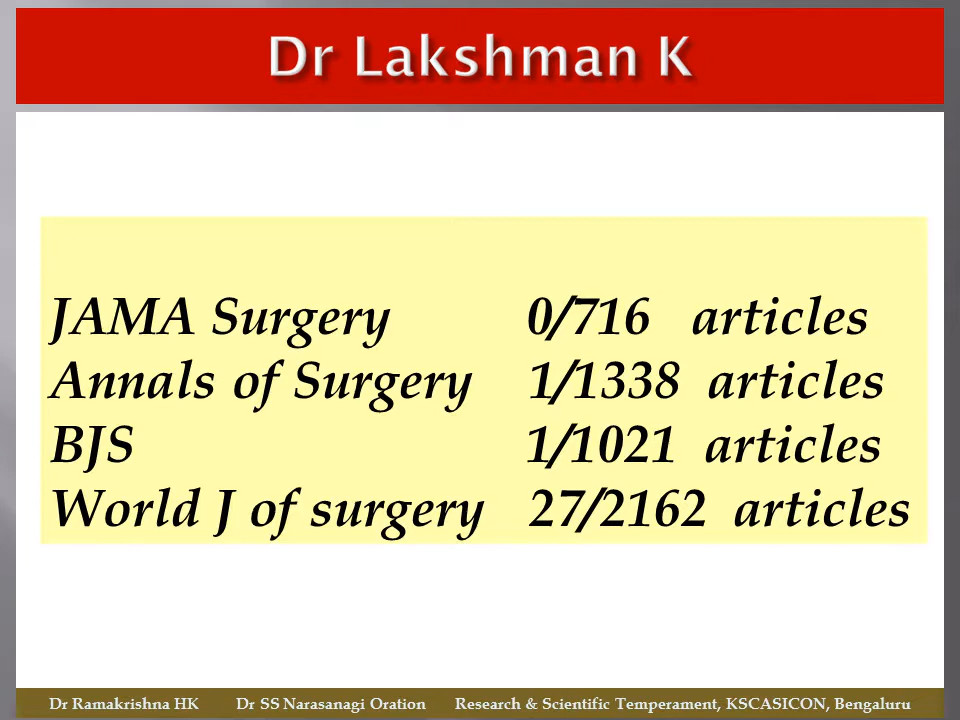 Dr Lakshman K
JAMA Surgery 0/716 articles
Annals of Surgery 1/1338 articles
BJS 1/1021 articles
World J of surgery 27/2162 articles
Dr Ramakrishna HK Dr SS Narasanagi Oration Research & Scientific Temperament, KSCASICON, Bengaluru